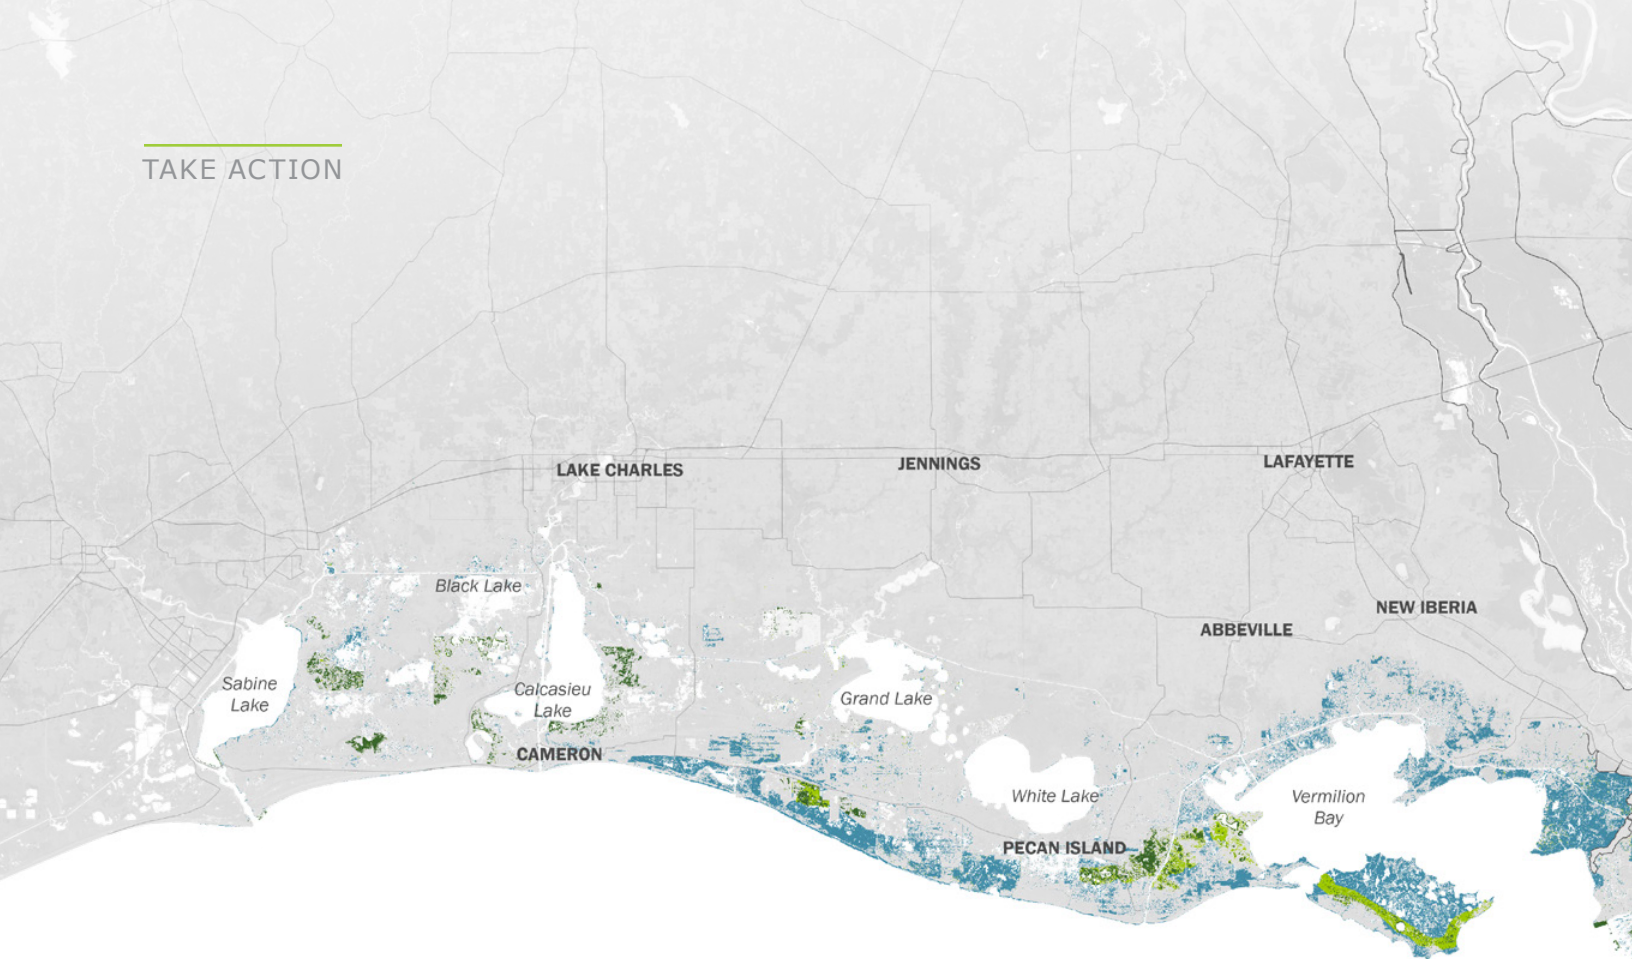 TAKE ACTION
LAKE CHARLES
JENNINGS
LAFAYETTE
Black Lake
NEW IBERIA
ABBEVILLE
Sabine
Lake
Calcasieu
Lake
Grand Lake
CAMERON
White Lake
Vermilion
Bay
PECAN ISLAND